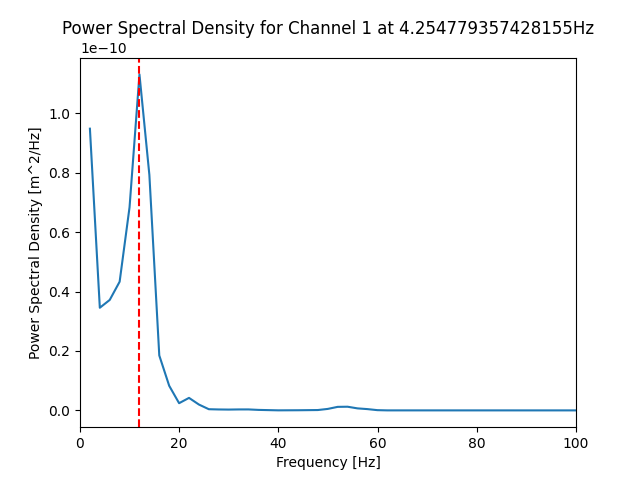 Power Spectral Density for Channel 1 at 4.254779357428155Hz
1e−10
1.0
0.8
0.6
0.4
0.2
0.0
Power Spectral Density [m^2/Hz]
0 20 40 60 80 100
Frequency [Hz]